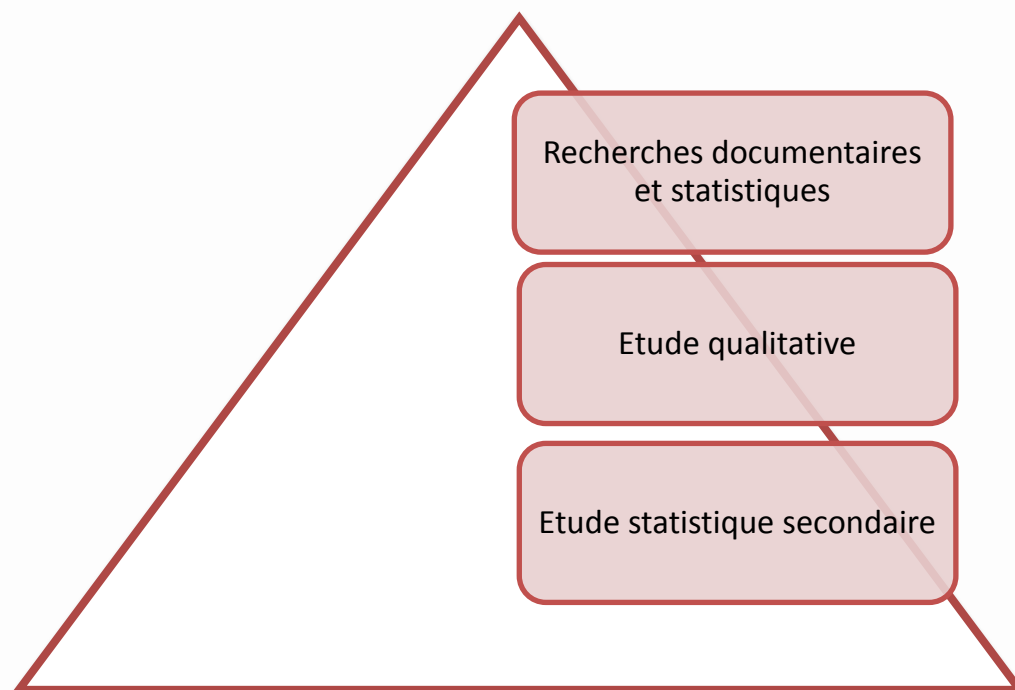 Recherches documentaires
et statistiques
Etude qualitative
Etude statistique secondaire